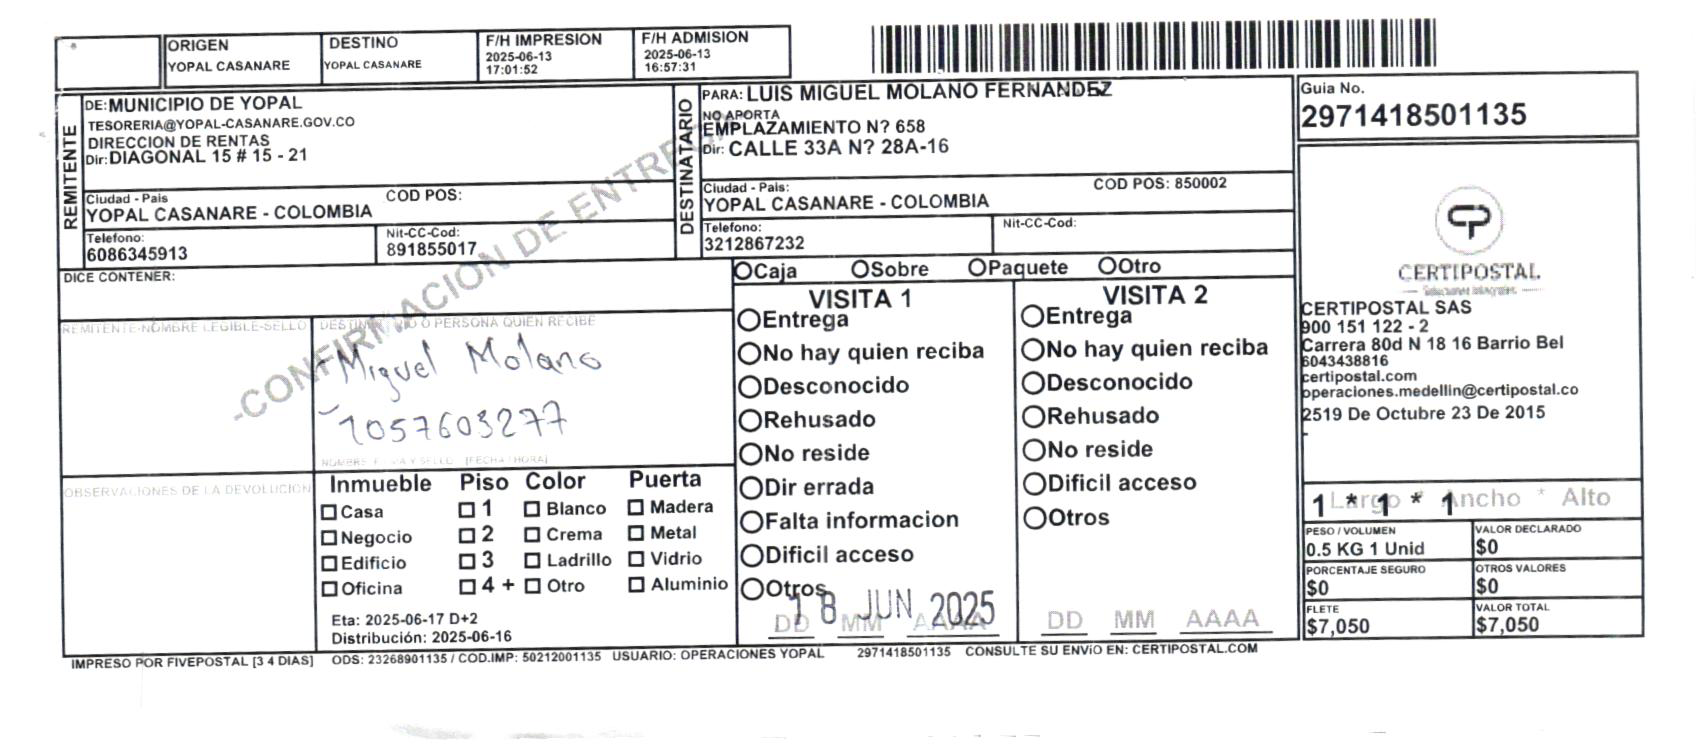 ORIGEN
YOPAL CASANARE
DESTINO
YOPAL CASANARE
F/H IMPRESION
2025-06-13
17:01:52
F/H ADMISION
2025-06-13
16:57:31
REMITENTE
DE:MUNICIPIO DE YOPAL
TESORERIA@YOPAL-CASANARE.GOV.CO
DIRECCION DE RENTAS
Dir:DIAGONAL 15 # 15 - 21
Ciudad - Pais
COD POS:
YOPAL CASANARE - COLOMBIA
Telefono:
6086345913
Nit-CC-Cod:
891855017
DESTINATARIO
PARA: LUIS MIGUEL MOLANO FERNANDEZ
NO APORTA
EMPLAZAMIENTO N? 658
Dir: CALLE 33A N? 28A-16
Ciudad - Pais:
COD POS: 850002
YOPAL CASANARE - COLOMBIA
Telefono:
3212867232
Nit-CC-Cod:
Guia No.
2971418501135
CERTIPOSTAL
CERTIPOSTAL SAS
900 151 122 - 2
Carrera 80d N 18 16 Barrio Bel
6043438816
certipostal.com
operaciones.medellin@certipostal.co
2519 De Octubre 23 De 2015
-
DICE CONTENER:
-CONFIRMACION DE ENTREGA
REMITENTE-NOMBRE LEGIBLE-SELLO
DESTINATARIO O PERSONA QUIEN RECIBE
Miguel Molano
1057603277
[FECHA / HORA]
OBSERVACIONES DE LA DEVOLUCION
Inmueble
Casa
Negocio
Edificio
Oficina
Piso
1
2
3
4 +
Color
Blanco
Crema
Ladrillo
Otro
Puerta
Madera
Metal
Vidrio
Aluminio
Eta: 2025-06-17 D+2
Distribución: 2025-06-16
Caja Sobre Paquete Otro
VISITA 1
Entrega
No hay quien reciba
Desconocido
Rehusado
No reside
Dir errada
Falta informacion
Dificil acceso
Otros
18 JUN 2025
DD MM AAAA
VISITA 2
Entrega
No hay quien reciba
Desconocido
Rehusado
No reside
Dificil acceso
Otros
DD MM AAAA
1 * 1 * 1
Largo * Ancho * Alto
PESO / VOLUMEN
0.5 KG 1 Unid
VALOR DECLARADO
$0
PORCENTAJE SEGURO
$0
OTROS VALORES
$0
FLETE
$7,050
VALOR TOTAL
$7,050
IMPRESO POR FIVEPOSTAL [3 4 DIAS] ODS: 23268901135 / COD.IMP: 50212001135 USUARIO: OPERACIONES YOPAL 2971418501135 CONSULTE SU ENVíO EN: CERTIPOSTAL.COM